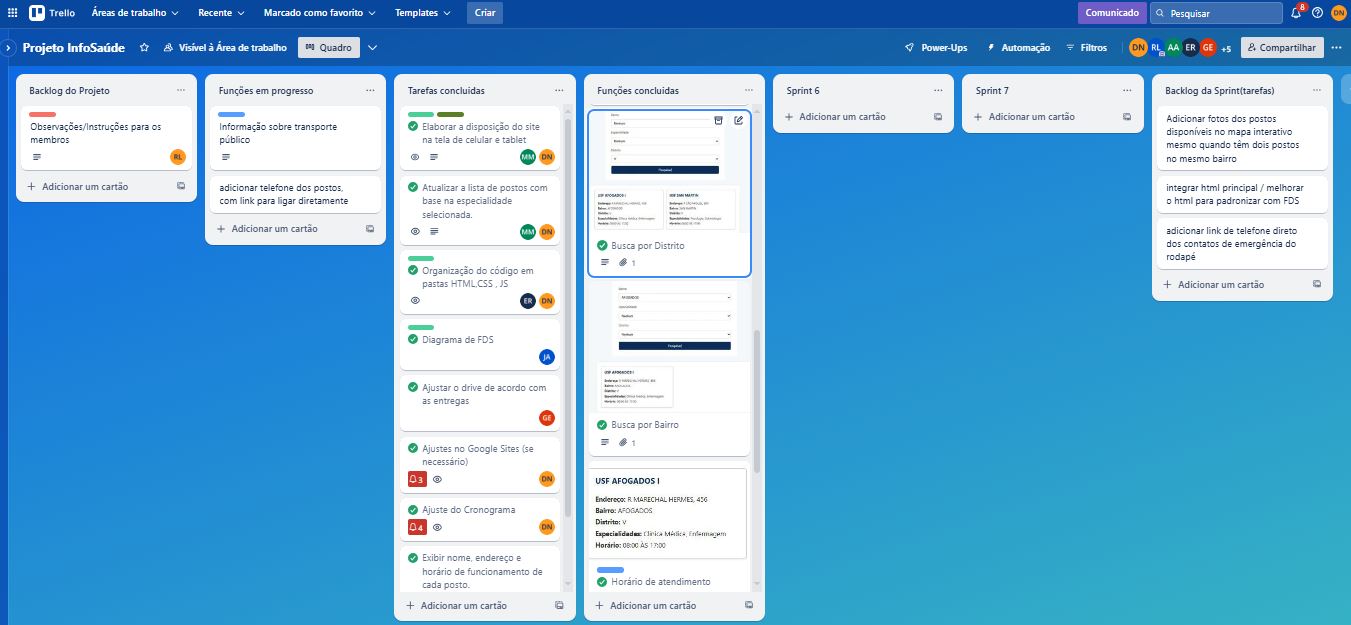 Trello
Áreas de trabalho
Recente
Marcado como favorito
Templates
Criar
Comunicado
Pesquisar
8
DN
Projeto InfoSaúde
Visível à Área de trabalho
Quadro
Power-Ups
Automação
Filtros
DN
RL
AA
ER
GE
+5
Compartilhar
Backlog do Projeto
Observações/Instruções para os
membros
RL
Adicionar um cartão
Funções em progresso
Informação sobre transporte
público
adicionar telefone dos postos,
com link para ligar diretamente
Adicionar um cartão
Tarefas concluídas
Elaborar a disposição do site
na tela de celular e tablet
MM
DN
Atualizar a lista de postos com
base na especialidade
selecionada.
MM
DN
Organização do código em
pastas HTML,CSS , JS
ER
DN
Diagrama de FDS
JA
Ajustar o drive de acordo com
as entregas
GE
Ajustes no Google Sites (se
necessário)
3
DN
Ajuste do Cronograma
4
DN
Exibir nome, endereço e
horário de funcionamento de
cada posto.
Adicionar um cartão
Funções concluídas
USF AFOGADOS I
USF SAN MARTIN
Busca por Distrito
1
AFOGADOS
USF AFOGADOS I
Busca por Bairro
1
USF AFOGADOS I
Endereço: R MARECHAL HERMES, 456
Bairro: AFOGADOS
Distrito: V
Especialidades: Clínica Médica, Enfermagem
Horário: 08:00 ÀS 17:00
Horário de atendimento
Adicionar um cartão
Sprint 6
Adicionar um cartão
Sprint 7
Adicionar um cartão
Backlog da Sprint(tarefas)
Adicionar fotos dos postos
disponíveis no mapa interativo
mesmo quando têm dois postos
no mesmo bairro
integrar html principal / melhorar
o html para padronizar com FDS
adicionar link de telefone direto
dos contatos de emergência do
rodapé
Adicionar um cartão